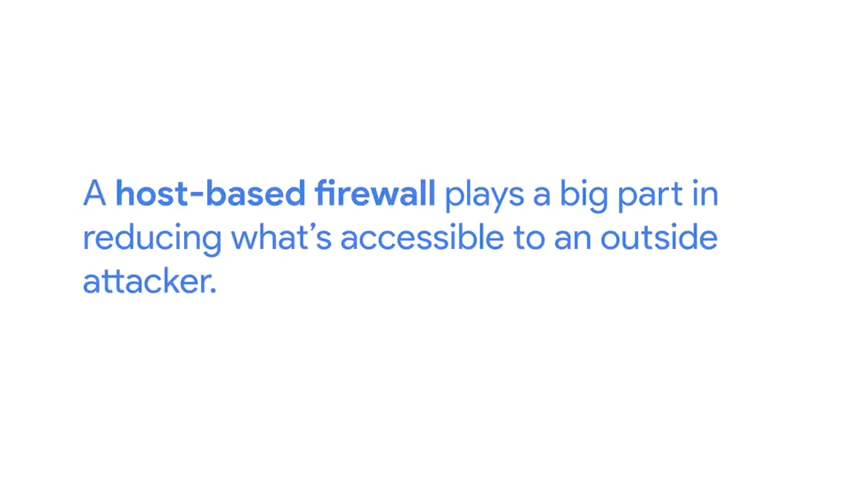 A host-based firewall plays a big part in
reducing what’s accessible to an outside
attacker.